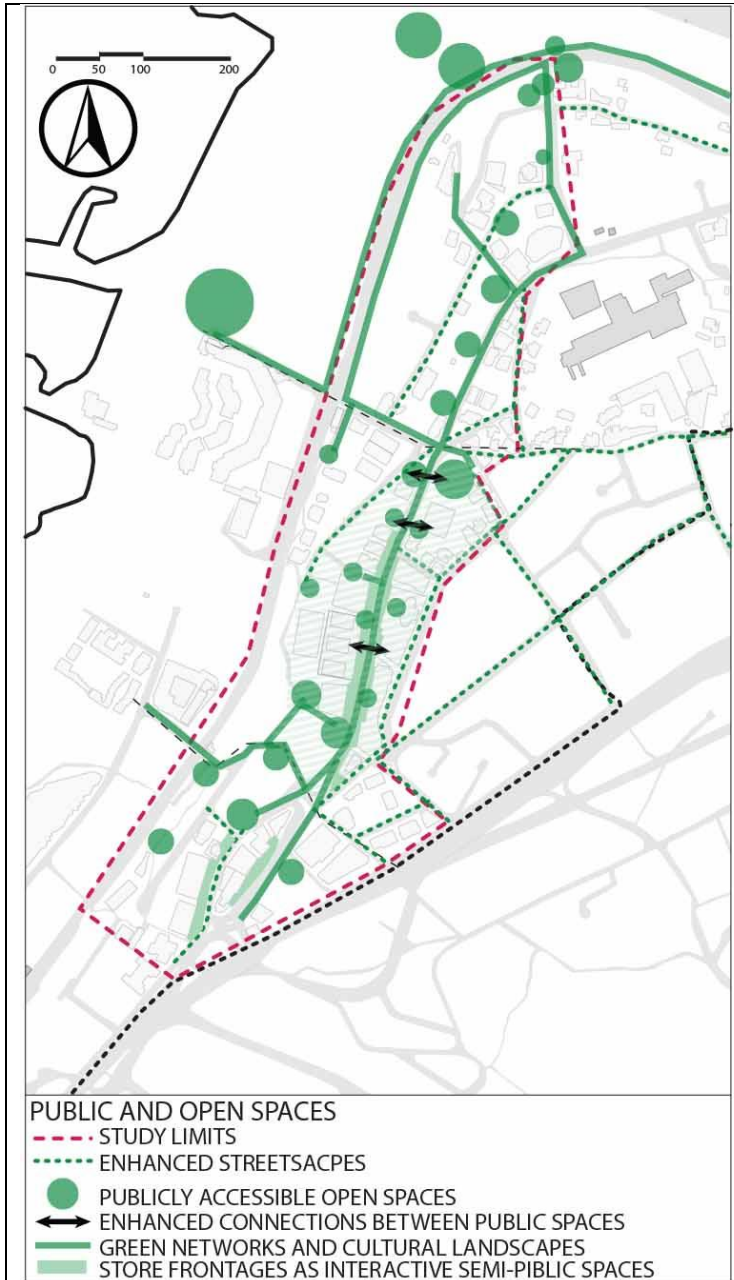 0 50 100 200
PUBLIC AND OPEN SPACES
STUDY LIMITS
ENHANCED STREETSACPES
PUBLICLY ACCESSIBLE OPEN SPACES
ENHANCED CONNECTIONS BETWEEN PUBLIC SPACES
GREEN NETWORKS AND CULTURAL LANDSCAPES
STORE FRONTAGES AS INTERACTIVE SEMI-PIBLIC SPACES